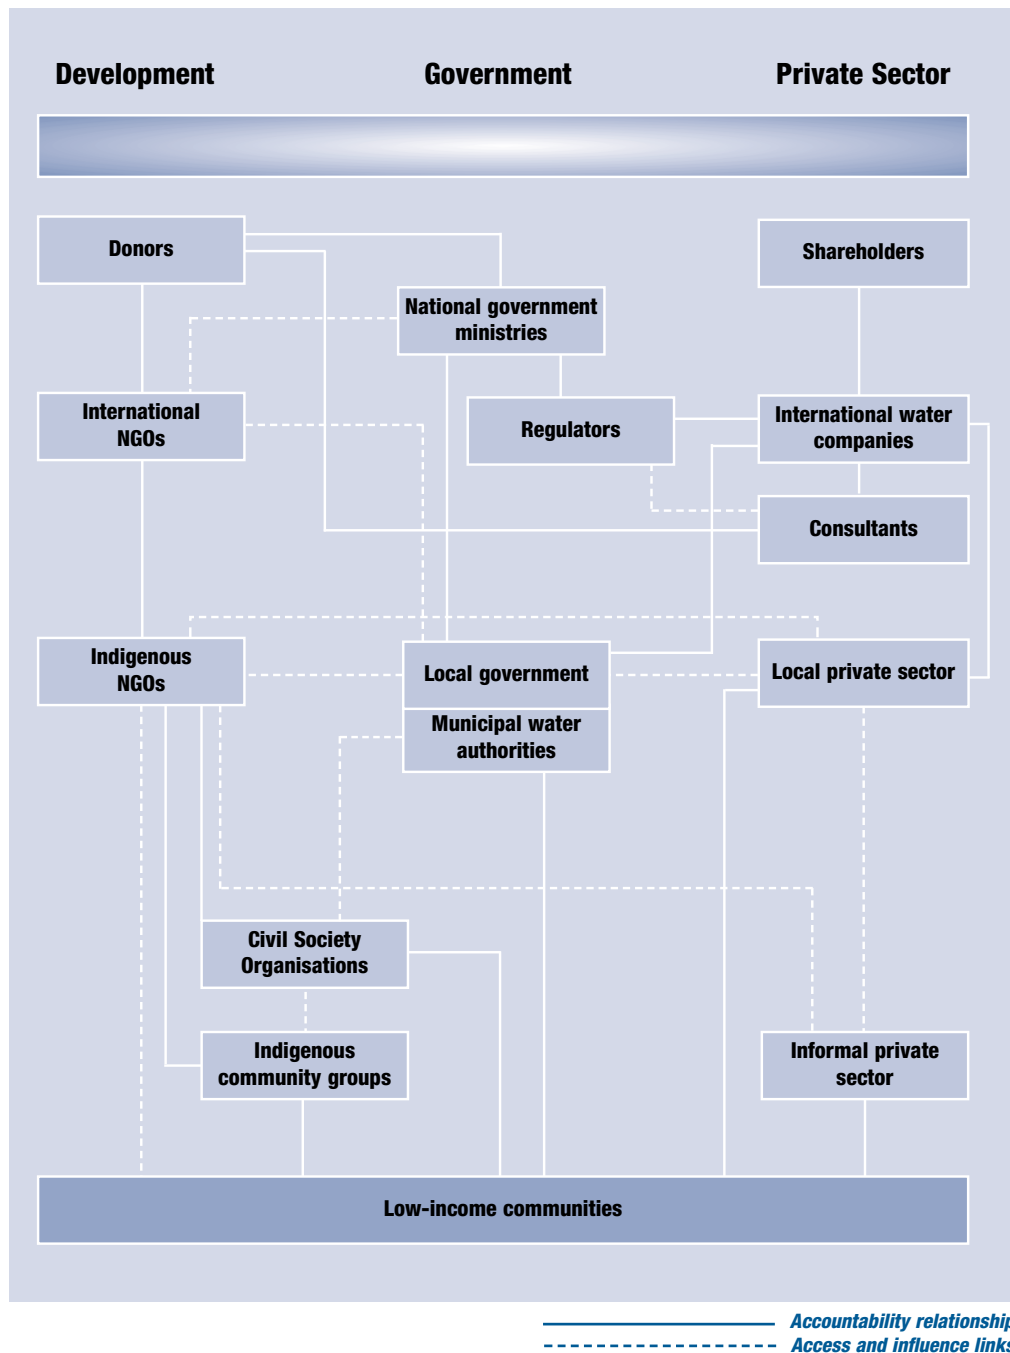 Development
Government
Private Sector
Donors
Shareholders
National government
ministries
International
NGOs
Regulators
International water
companies
Consultants
Indigenous
NGOs
Local government
Local private sector
Municipal water
authorities
Civil Society
Organisations
Indigenous
community groups
Informal private
sector
Low-income communities
Accountability relationship
Access and influence links